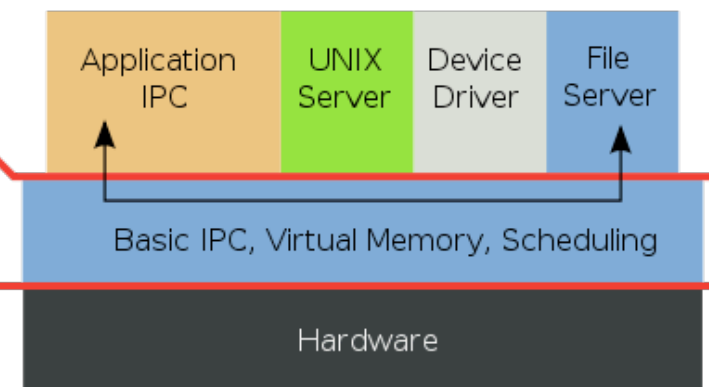 Application
IPC
UNIX
Server
Device
Driver
File
Server
Basic IPC, Virtual Memory, Scheduling
Hardware